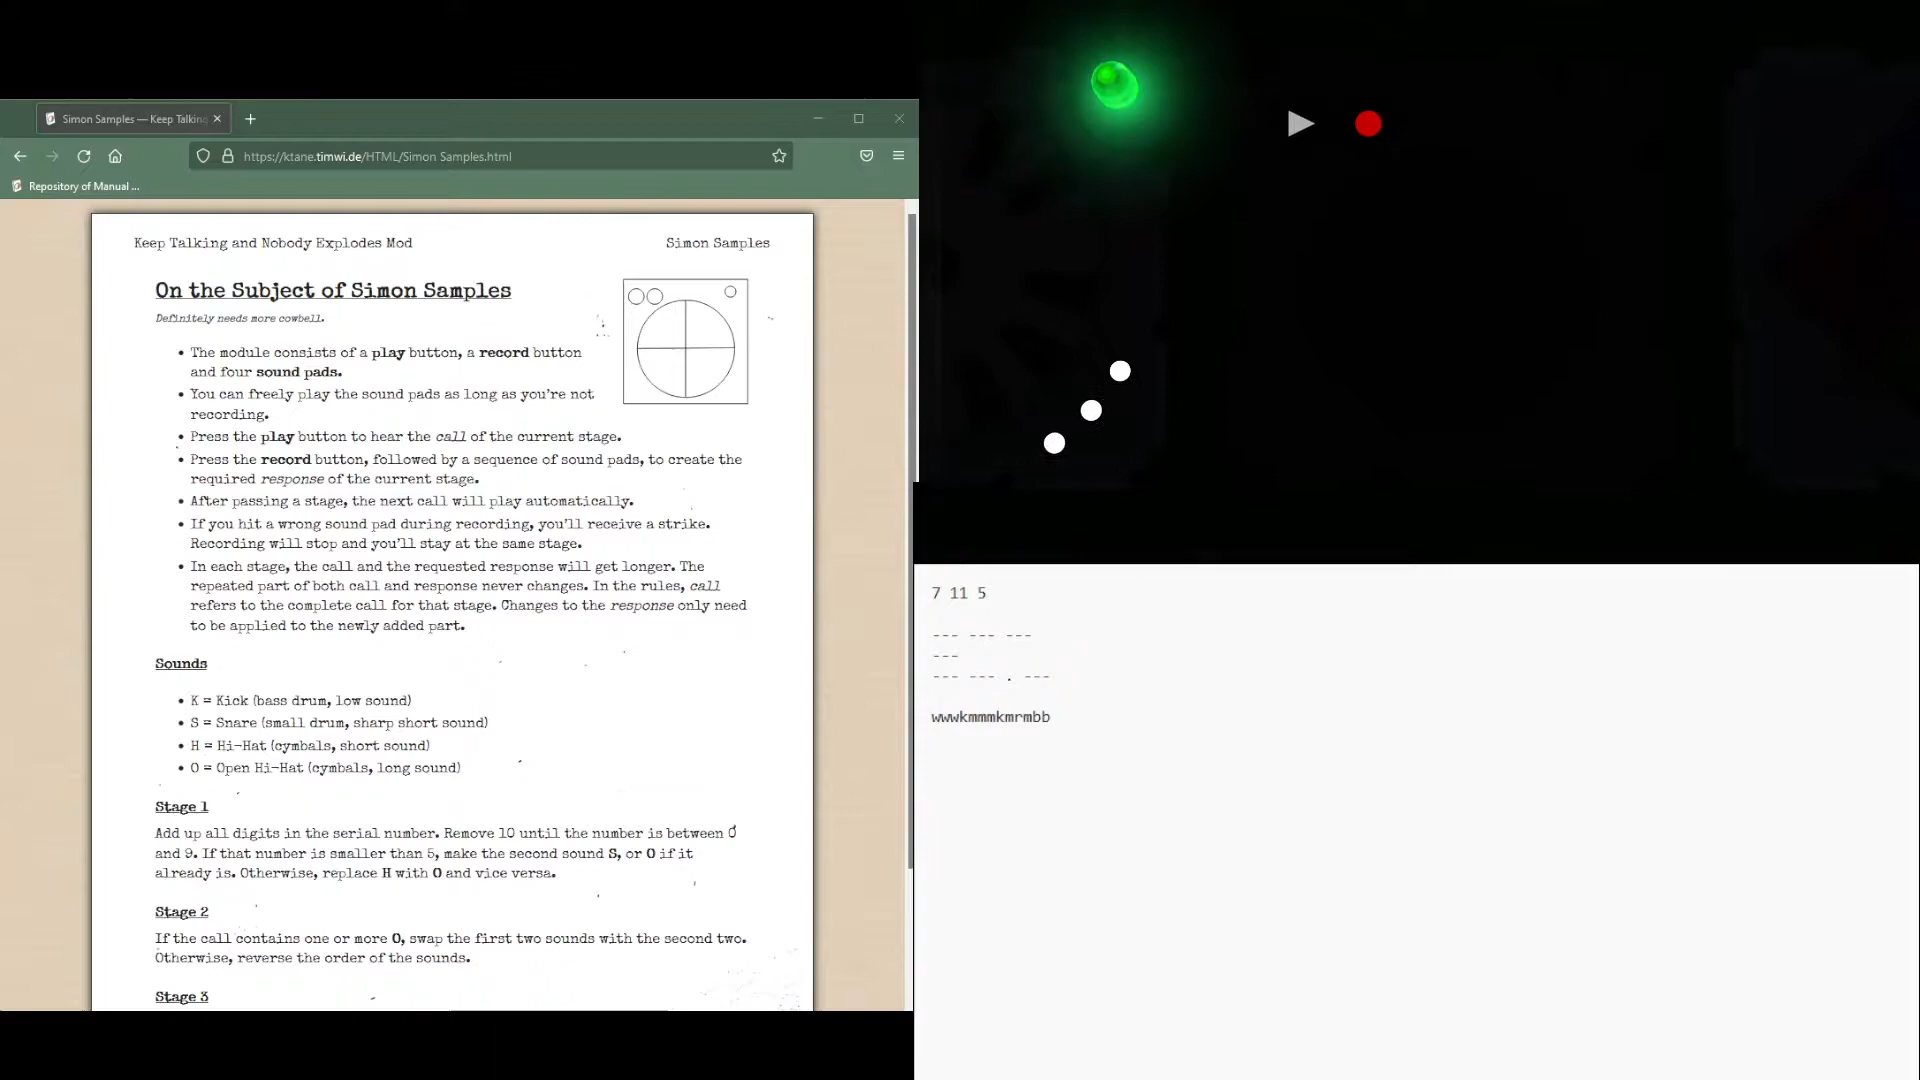 Simon Samples — Keep Talking
https://ktane.timwi.de/HTML/Simon Samples.html
Repository of Manual ...
Keep Talking and Nobody Explodes Mod
Simon Samples
On the Subject of Simon Samples
Definitely needs more cowbell.
• The module consists of a play button, a record button
and four sound pads.
• You can freely play the sound pads as long as you're not
recording.
• Press the play button to hear the call of the current stage.
• Press the record button, followed by a sequence of sound pads, to create the
required response of the current stage.
• After passing a stage, the next call will play automatically.
• If you hit a wrong sound pad during recording, you'll receive a strike.
Recording will stop and you'll stay at the same stage.
• In each stage, the call and the requested response will get longer. The
repeated part of both call and response never changes. In the rules, call
refers to the complete call for that stage. Changes to the response only need
to be applied to the newly added part.
Sounds
• K = Kick (bass drum, low sound)
• S = Snare (small drum, sharp short sound)
• H = Hi-Hat (cymbals, short sound)
• O = Open Hi-Hat (cymbals, long sound)
Stage 1
Add up all digits in the serial number. Remove 10 until the number is between 0
and 9. If that number is smaller than 5, make the second sound S, or O if it
already is. Otherwise, replace H with O and vice versa.
Stage 2
If the call contains one or more O, swap the first two sounds with the second two.
Otherwise, reverse the order of the sounds.
Stage 3
7 11 5
--- --- ---
---
--- --- . ---
wwwkmmmkmrmbb